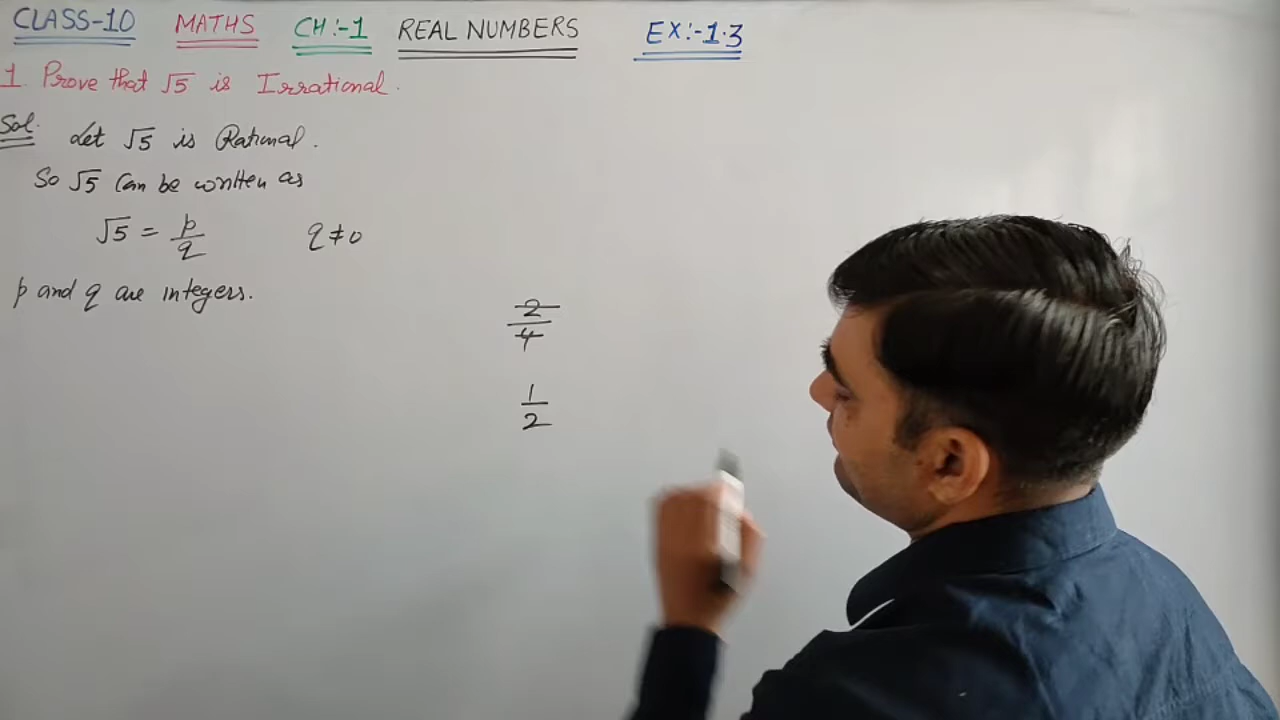 CLASS-10 MATHS CH:-1 REAL NUMBERS EX:-1.3
1. Prove that √5 is Irrational.
Sol. Let √5 is Rational.
So √5 can be written as
√5 = p/q q≠0
p and q are integers.
2/4
1/2